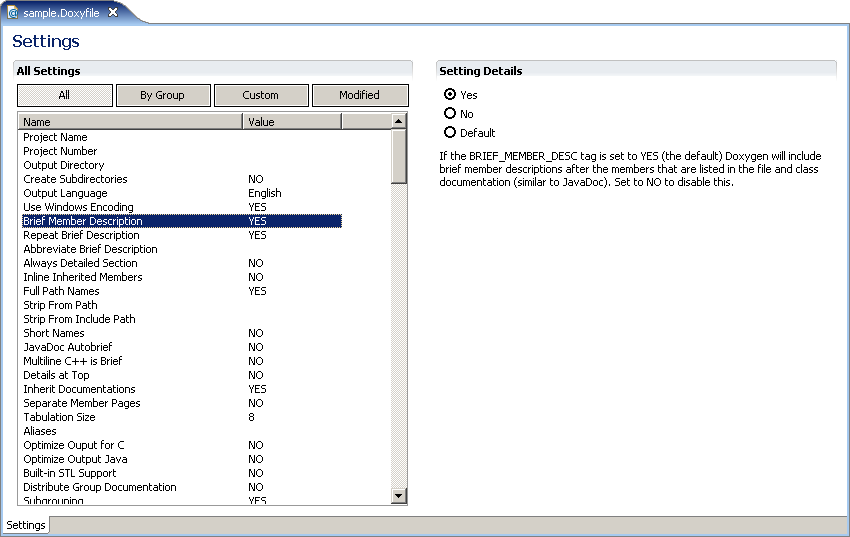 sample.Doxyfile
Settings
All Settings
All By Group Custom Modified
Name Value
Project Name
Project Number
Output Directory
Create Subdirectories NO
Output Language English
Use Windows Encoding YES
Brief Member Description YES
Repeat Brief Description YES
Abbreviate Brief Description
Always Detailed Section NO
Inline Inherited Members NO
Full Path Names YES
Strip From Path
Strip From Include Path
Short Names NO
JavaDoc Autobrief NO
Multiline C++ is Brief NO
Details at Top NO
Inherit Documentations YES
Separate Member Pages NO
Tabulation Size 8
Aliases
Optimize Ouput for C NO
Optimize Output Java NO
Built-in STL Support NO
Distribute Group Documentation NO
Subgrouping YES
Setting Details
Yes
No
Default
If the BRIEF_MEMBER_DESC tag is set to YES (the default) Doxygen will include
brief member descriptions after the members that are listed in the file and class
documentation (similar to JavaDoc). Set to NO to disable this.
Settings